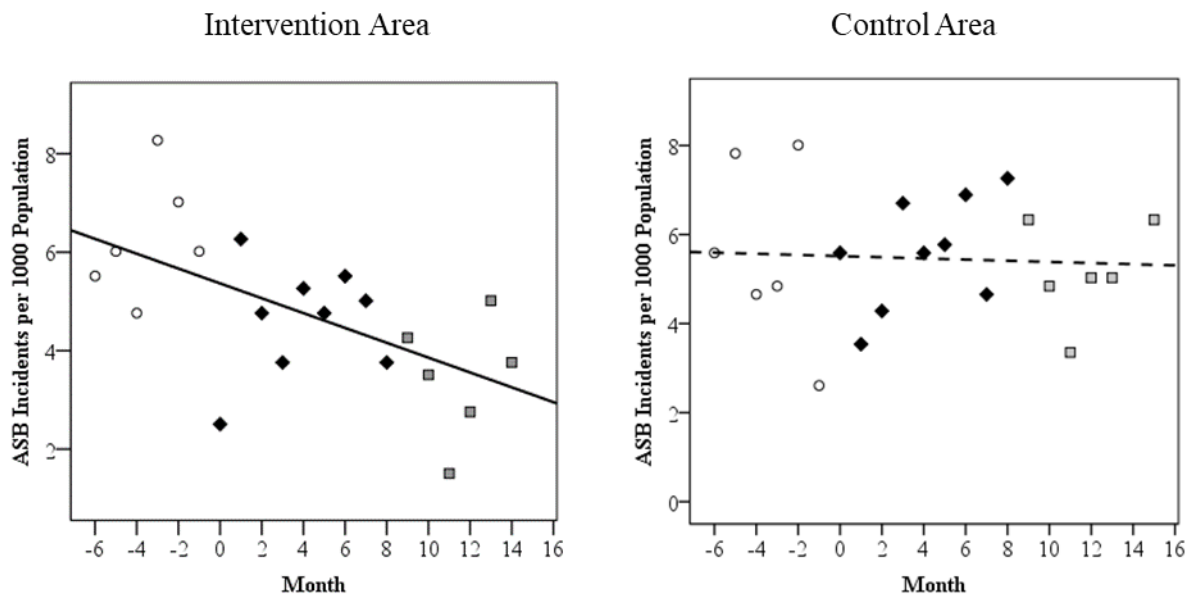 Intervention Area
Control Area
ASB Incidents per 1000 Population
8
6
4
2
-6 -4 -2 0 2 4 6 8 10 12 14 16
Month
ASB Incidents per 1000 Population
8
6
4
2
0
-6 -4 -2 0 2 4 6 8 10 12 14 16
Month